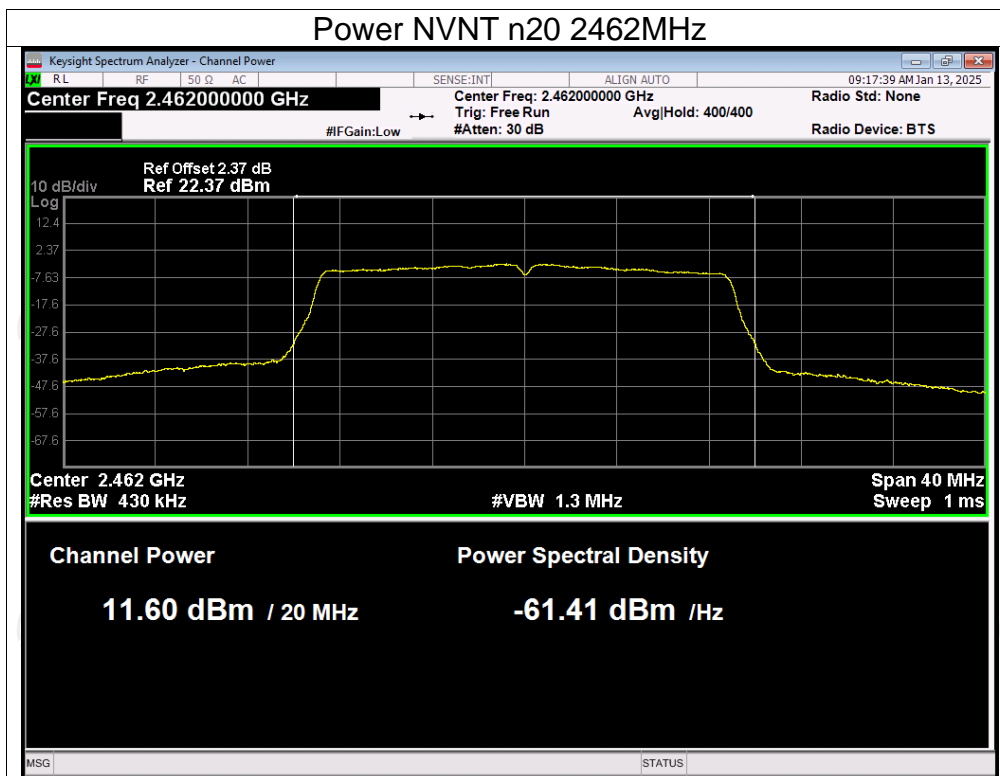 Power NVNT n20 2462MHz
Keysight Spectrum Analyzer - Channel Power
LXI RL RF 50 Ω AC SENSE:INT ALIGN AUTO 09:17:39 AM Jan 13, 2025
Center Freq 2.462000000 GHz Center Freq: 2.462000000 GHz Radio Std: None
Trig: Free Run Avg|Hold: 400/400
#IFGain:Low #Atten: 30 dB Radio Device: BTS
Ref Offset 2.37 dB
10 dB/div Ref 22.37 dBm
Log
12.4
2.37
-7.63
-17.6
-27.6
-37.6
-47.6
-57.6
-67.6
Center 2.462 GHz Span 40 MHz
#Res BW 430 kHz #VBW 1.3 MHz Sweep 1 ms
Channel Power Power Spectral Density
11.60 dBm / 20 MHz -61.41 dBm /Hz
MSG STATUS